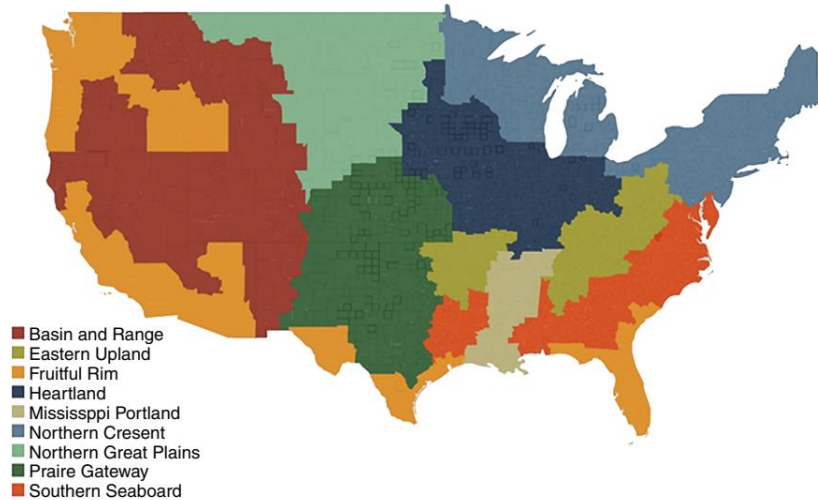 Basin and Range
Eastern Upland
Fruitful Rim
Heartland
Mississppi Portland
Northern Cresent
Northern Great Plains
Praire Gateway
Southern Seaboard